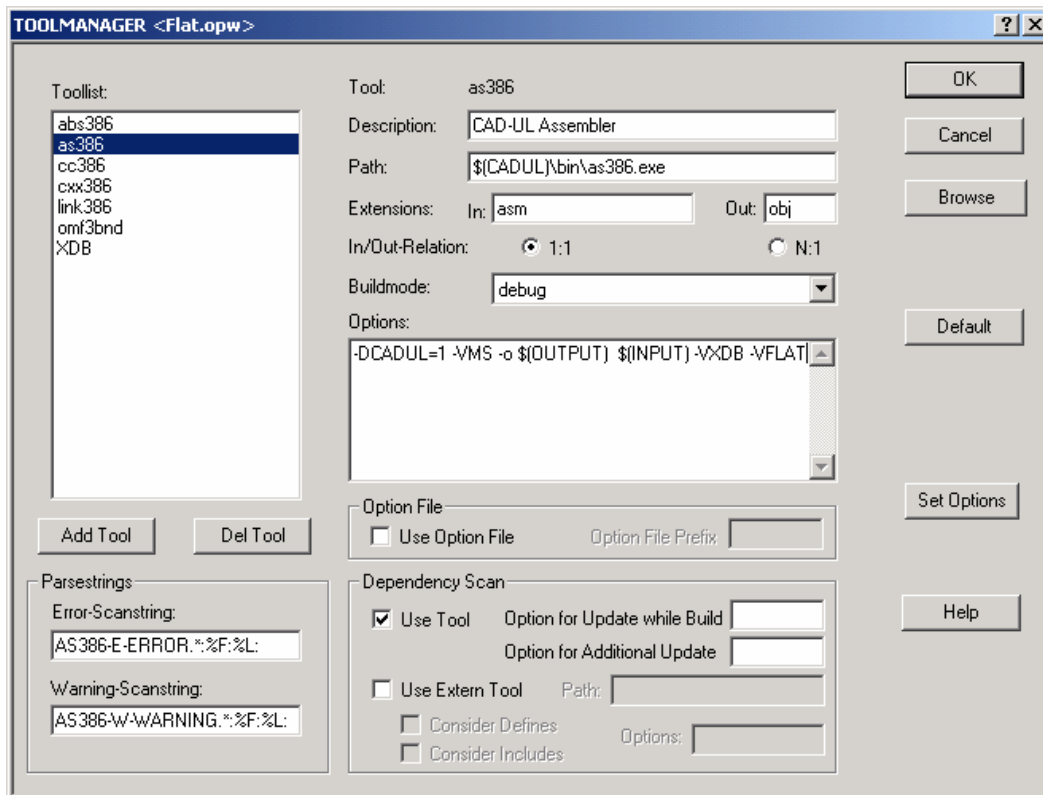 TOOLMANAGER <Flat.opw>
Toollist:
abs386
as386
cc386
cxx386
link386
omf3bnd
XDB
Add Tool
Del Tool
Parsestrings
Error-Scanstring:
AS386-E-ERROR.*:%F:%L:
Warning-Scanstring:
AS386-W-WARNING.*:%F:%L:
Tool: as386
Description: CAD-UL Assembler
Path: $(CADUL)\bin\as386.exe
Extensions: In: asm Out: obj
In/Out-Relation: 1:1 N:1
Buildmode: debug
Options:
-DCADUL=1 -VMS -o $(OUTPUT) $(INPUT) -VXDB -VFLAT
Option File
Use Option File Option File Prefix
Dependency Scan
Use Tool Option for Update while Build
Option for Additional Update
Use Extern Tool Path:
Consider Defines
Options:
Consider Includes
OK
Cancel
Browse
Default
Set Options
Help